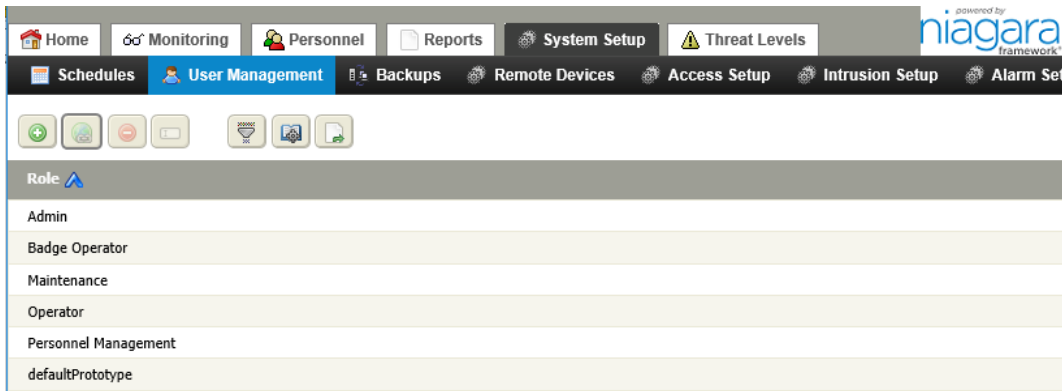 powered by
niagara
framework®
Home Monitoring Personnel Reports System Setup Threat Levels
Schedules User Management Backups Remote Devices Access Setup Intrusion Setup Alarm Set
Role
Admin
Badge Operator
Maintenance
Operator
Personnel Management
defaultPrototype